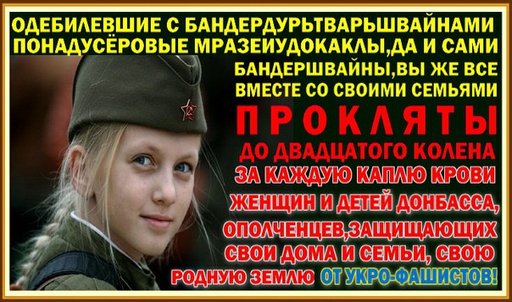 ОДЕБИЛЕВШИЕ С БАНДЕРДУРЬТВАРЬШВАЙНАМИ
ПОНАДУСЁРОВЫЕ МРАЗЕИУДОКАКЛЫ,ДА И САМИ
БАНДЕРШВАЙНЫ,ВЫ ЖЕ ВСЕ
ВМЕСТЕ СО СВОИМИ СЕМЬЯМИ
ПРОКЛЯТЫ
ДО ДВАДЦАТОГО КОЛЕНА
ЗА КАЖДУЮ КАПЛЮ КРОВИ
ЖЕНЩИН И ДЕТЕЙ ДОНБАССА,
ОПОЛЧЕНЦЕВ,ЗАЩИЩАЮЩИХ
СВОИ ДОМА И СЕМЬИ, СВОЮ
РОДНУЮ ЗЕМЛЮ ОТ УКРО-ФАШИСТОВ!